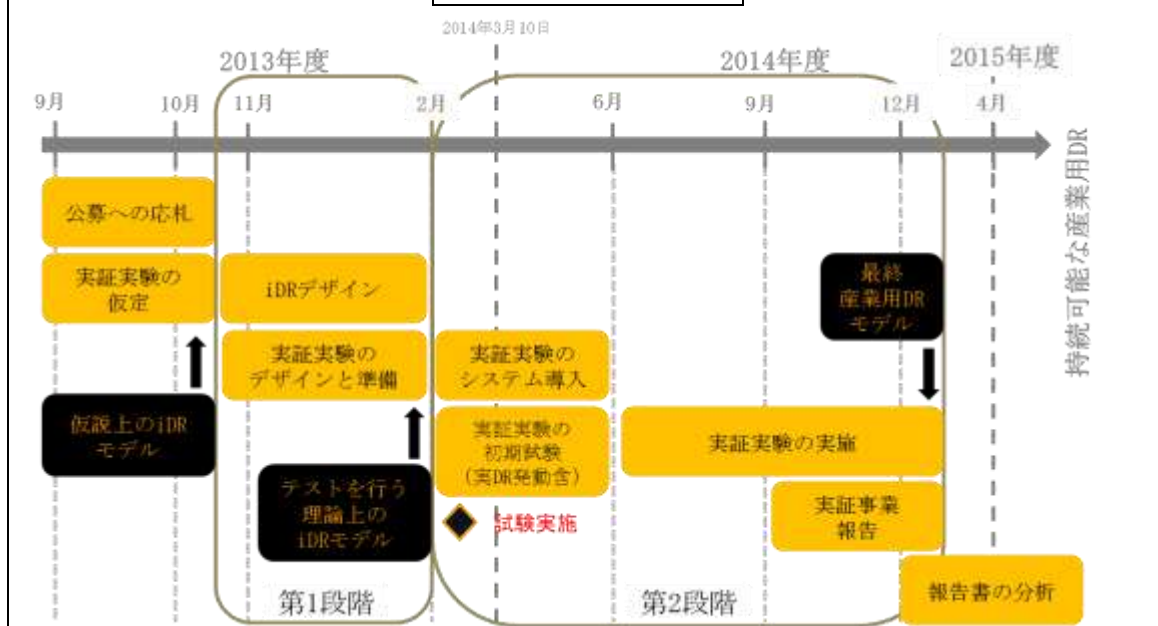 2014年3月10日
2013年度
2014年度
2015年度
9月
10月
11月
2月
6月
9月
12月
4月
公募への応札
実証実験の
仮定
iDRデザイン
最終
産業用DR
モデル
持続可能な産業用DR
実証実験の
デザインと準備
実証実験の
システム導入
仮説上のiDR
モデル
実証実験の
初期試験
(実DR発動含)
実証実験の実施
テストを行う
理論上の
iDRモデル
試験実施
実証事業
報告
報告書の分析
第1段階
第2段階